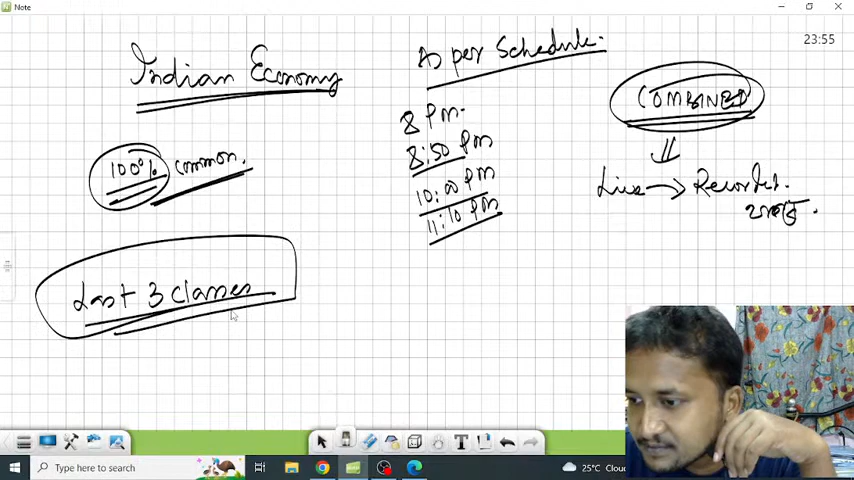 Note
23:55
Indian Economy
100% common.
Last 3 classes
As per Schedule.
8 PM.
8:50 PM
10:00 PM
11:10 PM
COMBINED
Live → Recorded.
Type here to search
25°C Cloud